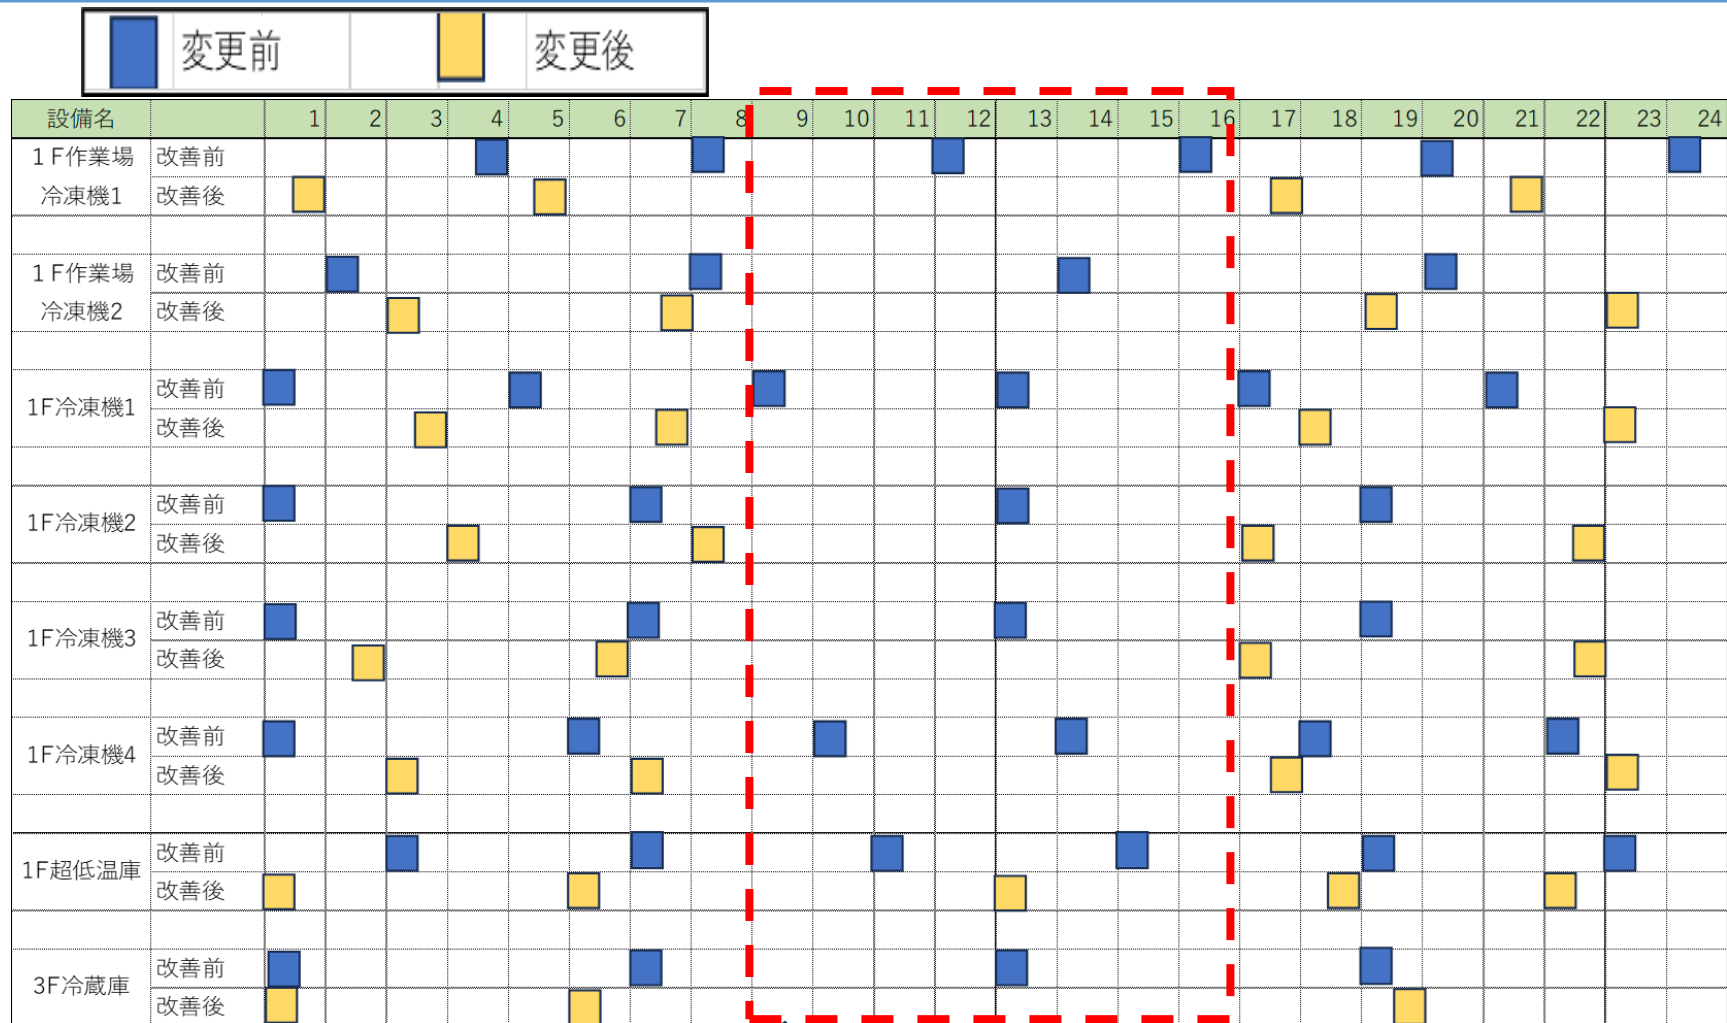 変更前 変更後
設備名 1 2 3 4 5 6 7 8 9 10 11 12 13 14 15 16 17 18 19 20 21 22 23 24
１F作業場 改善前
冷凍機1 改善後
１F作業場 改善前
冷凍機2 改善後
1F冷凍機1
改善前
改善後
1F冷凍機2
改善前
改善後
1F冷凍機3
改善前
改善後
1F冷凍機4
改善前
改善後
1F超低温庫
改善前
改善後
3F冷蔵庫
改善前
改善後